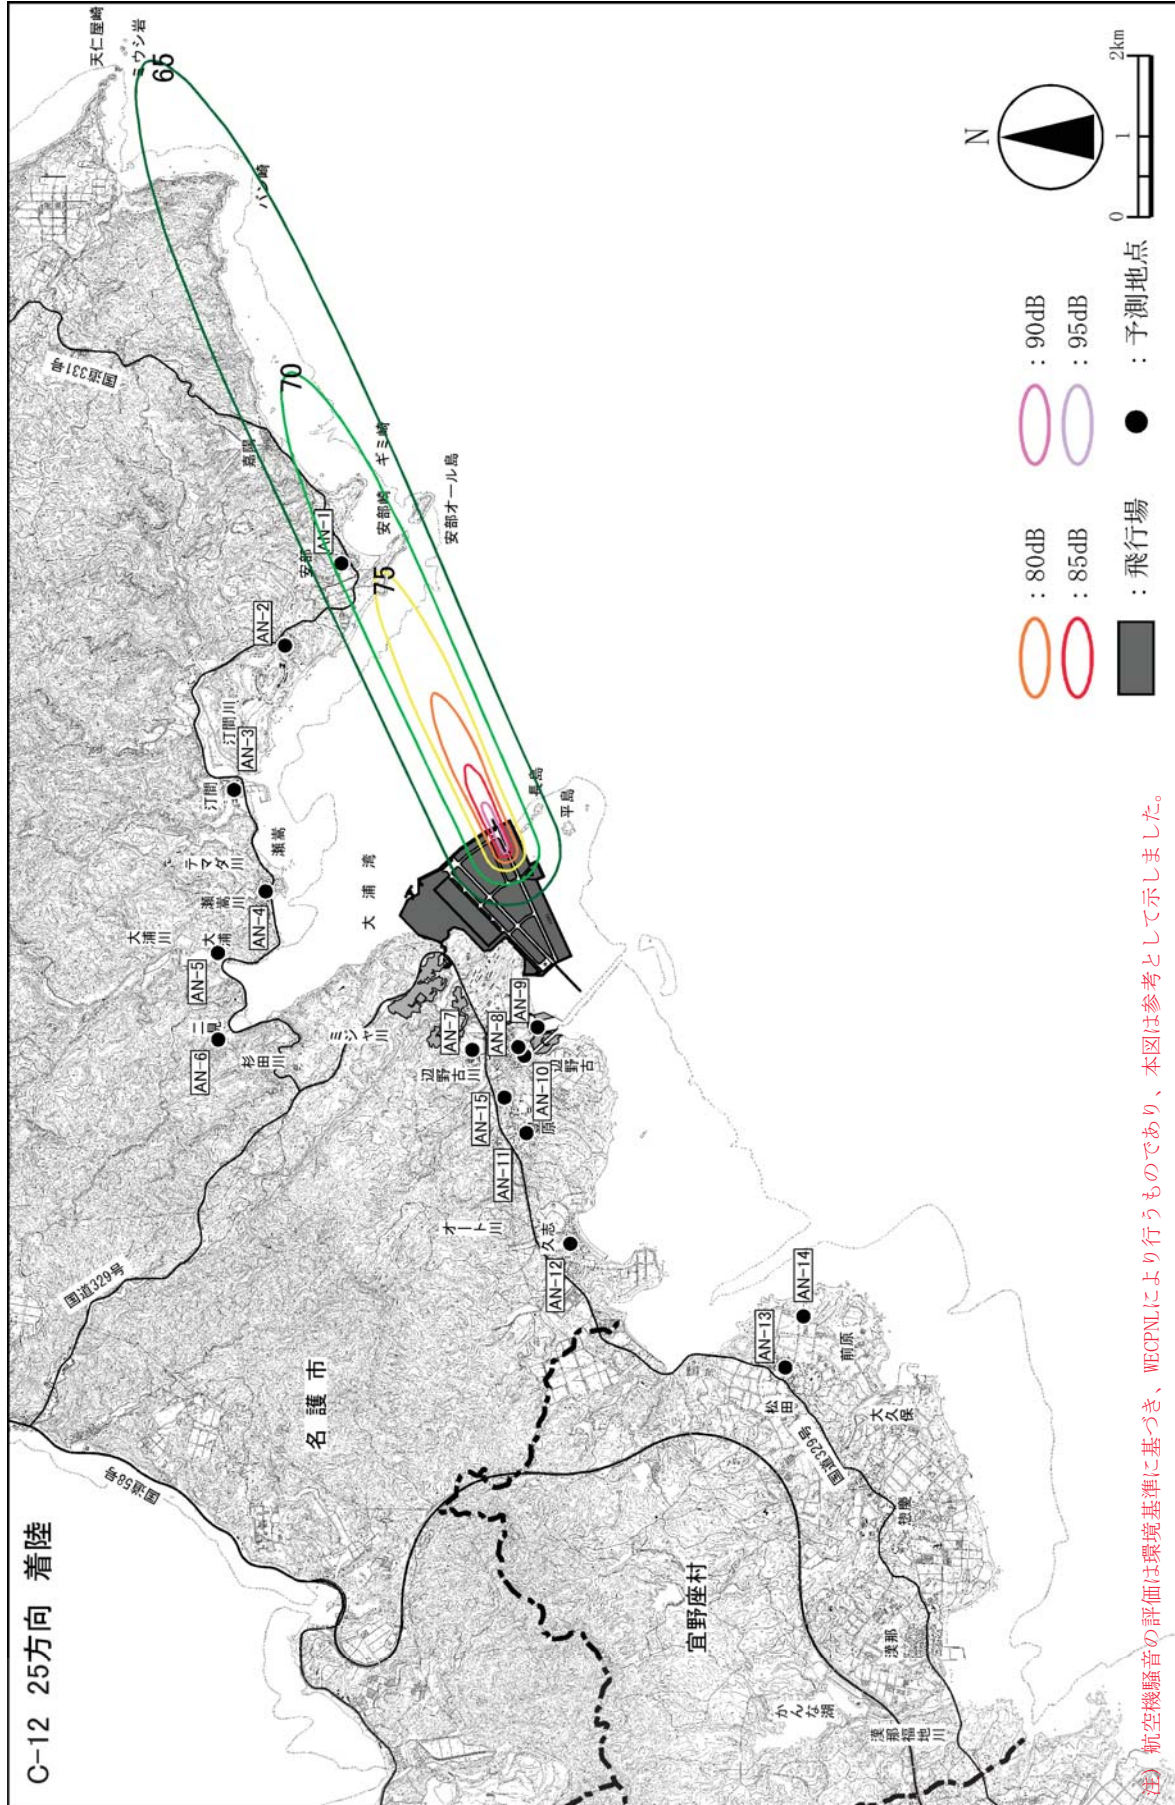 C-12 25方向 着陸
天仁屋崎
ミウシ岩
65
バン崎
国道331号
70
嘉陽
ギミ崎
安部
AN-1
安部崎
安部オール島
75
AN-2
汀間川
AN-3
汀間
テマダ川
瀬嵩
瀬嵩川
AN-4
大浦川
大浦
AN-5
二見
AN-6
杉田川
大浦湾
長島
平島
ミジャ川
AN-7
辺野古川
AN-8
AN-9
辺野古
AN-10
AN-15
原
AN-11
オート川
久志
AN-12
国道329号
名護市
国道58号
AN-14
AN-13
前原
松田
大久保
国道329号
惣慶
宜野座村
漢那
かんな湖
漢那福地川
N
0 1 2km
:80dB
:90dB
:85dB
:95dB
:飛行場
:予測地点
注)航空機騒音の評価は環境基準に基づき、WECPNLにより行うものであり、本図は参考として示しました。